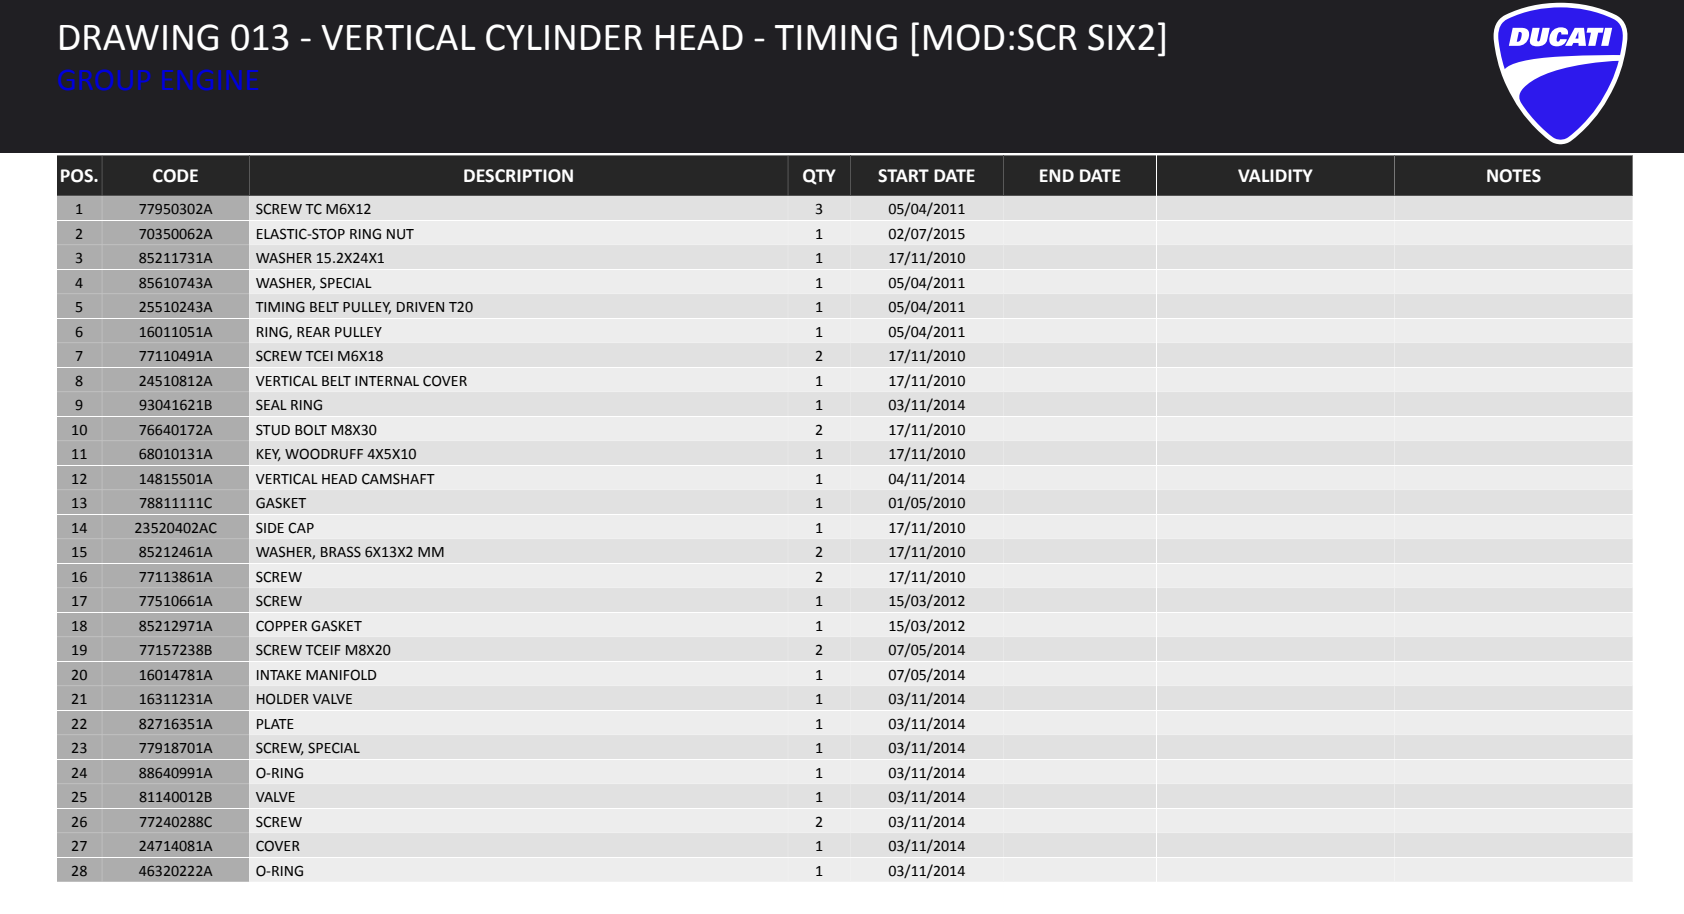 DRAWING 013 - VERTICAL CYLINDER HEAD - TIMING [MOD:SCR SIX2]
GROUP ENGINE
DUCATI
POS. CODE DESCRIPTION QTY START DATE END DATE VALIDITY NOTES
1 77950302A SCREW TC M6X12 3 05/04/2011
2 70350062A ELASTIC-STOP RING NUT 1 02/07/2015
3 85211731A WASHER 15.2X24X1 1 17/11/2010
4 85610743A WASHER, SPECIAL 1 05/04/2011
5 25510243A TIMING BELT PULLEY, DRIVEN T20 1 05/04/2011
6 16011051A RING, REAR PULLEY 1 05/04/2011
7 77110491A SCREW TCEI M6X18 2 17/11/2010
8 24510812A VERTICAL BELT INTERNAL COVER 1 17/11/2010
9 93041621B SEAL RING 1 03/11/2014
10 76640172A STUD BOLT M8X30 2 17/11/2010
11 68010131A KEY, WOODRUFF 4X5X10 1 17/11/2010
12 14815501A VERTICAL HEAD CAMSHAFT 1 04/11/2014
13 78811111C GASKET 1 01/05/2010
14 23520402AC SIDE CAP 1 17/11/2010
15 85212461A WASHER, BRASS 6X13X2 MM 2 17/11/2010
16 77113861A SCREW 2 17/11/2010
17 77510661A SCREW 1 15/03/2012
18 85212971A COPPER GASKET 1 15/03/2012
19 77157238B SCREW TCEIF M8X20 2 07/05/2014
20 16014781A INTAKE MANIFOLD 1 07/05/2014
21 16311231A HOLDER VALVE 1 03/11/2014
22 82716351A PLATE 1 03/11/2014
23 77918701A SCREW, SPECIAL 1 03/11/2014
24 88640991A O-RING 1 03/11/2014
25 81140012B VALVE 1 03/11/2014
26 77240288C SCREW 2 03/11/2014
27 24714081A COVER 1 03/11/2014
28 46320222A O-RING 1 03/11/2014